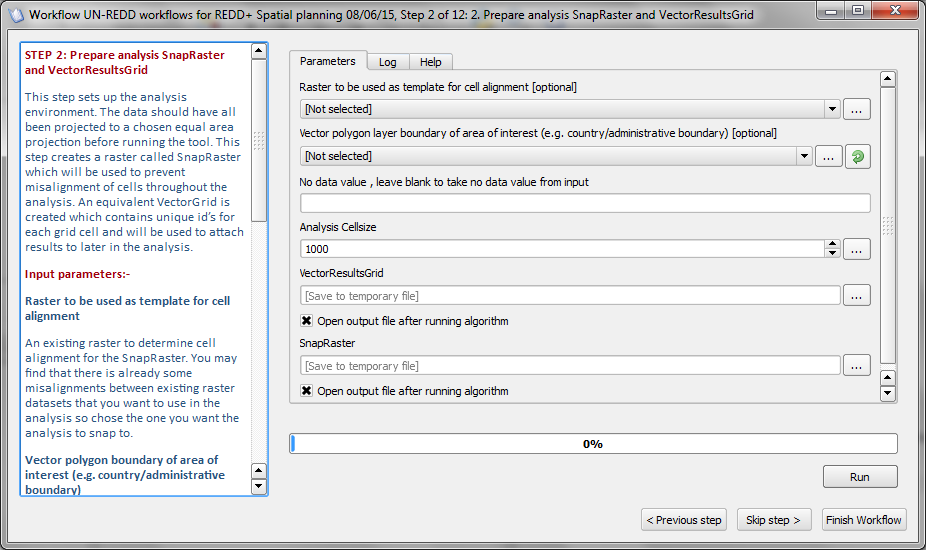 Workflow UN-REDD workflows for REDD+ Spatial planning 08/06/15, Step 2 of 12: 2. Prepare analysis SnapRaster and VectorResultsGrid
STEP 2: Prepare analysis SnapRaster
and VectorResultsGrid
This step sets up the analysis
environment. The data should have all
been projected to a chosen equal area
projection before running the tool. This
step creates a raster called SnapRaster
which will be used to prevent
misalignment of cells throughout the
analysis. An equivalent VectorGrid is
created which contains unique id's for
each grid cell and will be used to attach
results to later in the analysis.
Input parameters:-
Raster to be used as template for cell
alignment
An existing raster to determine cell
alignment for the SnapRaster. You may
find that there is already some
misalignments between existing raster
datasets that you want to use in the
analysis so chose the one you want the
analysis to snap to.
Vector polygon boundary of area of
interest (e.g. country/administrative
boundary)
Parameters
Log
Help
Raster to be used as template for cell alignment [optional]
[Not selected]
...
Vector polygon layer boundary of area of interest (e.g. country/administrative boundary) [optional]
[Not selected]
...
No data value , leave blank to take no data value from input
Analysis Cellsize
1000
...
VectorResultsGrid
[Save to temporary file]
...
Open output file after running algorithm
SnapRaster
[Save to temporary file]
...
Open output file after running algorithm
0%
Run
< Previous step
Skip step >
Finish Workflow